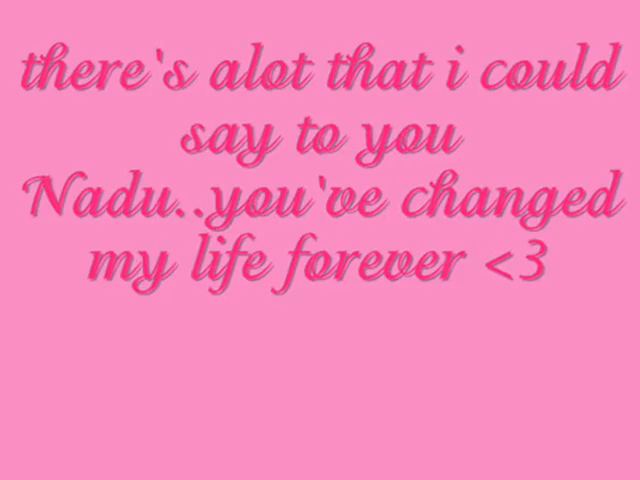 there's alot that i could
say to you
Nadu..you've changed
my life forever <3